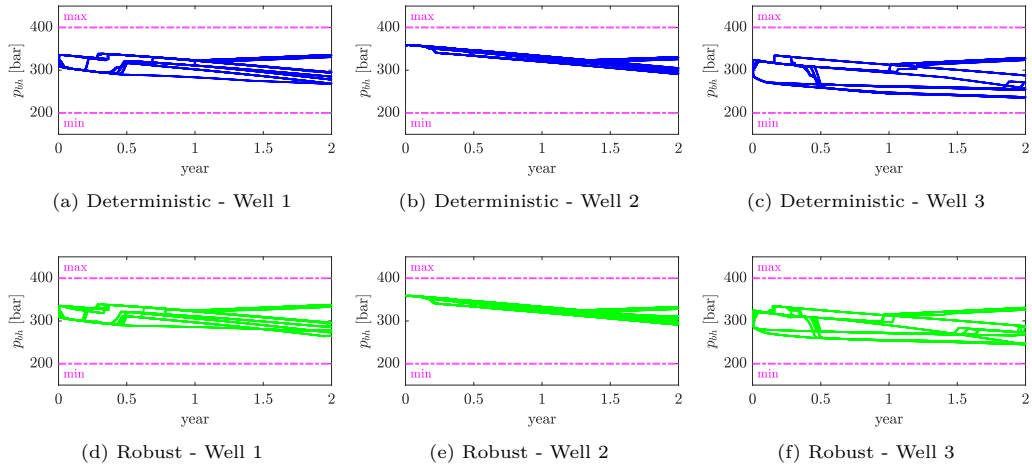 max
400
300
200
p_bh [bar]
min
0 0.5 1 1.5 2
year
(a) Deterministic - Well 1
max
400
300
200
p_bh [bar]
min
0 0.5 1 1.5 2
year
(b) Deterministic - Well 2
max
400
300
200
p_bh [bar]
min
0 0.5 1 1.5 2
year
(c) Deterministic - Well 3
max
400
300
200
p_bh [bar]
min
0 0.5 1 1.5 2
year
(d) Robust - Well 1
max
400
300
200
p_bh [bar]
min
0 0.5 1 1.5 2
year
(e) Robust - Well 2
max
400
300
200
p_bh [bar]
min
0 0.5 1 1.5 2
year
(f) Robust - Well 3